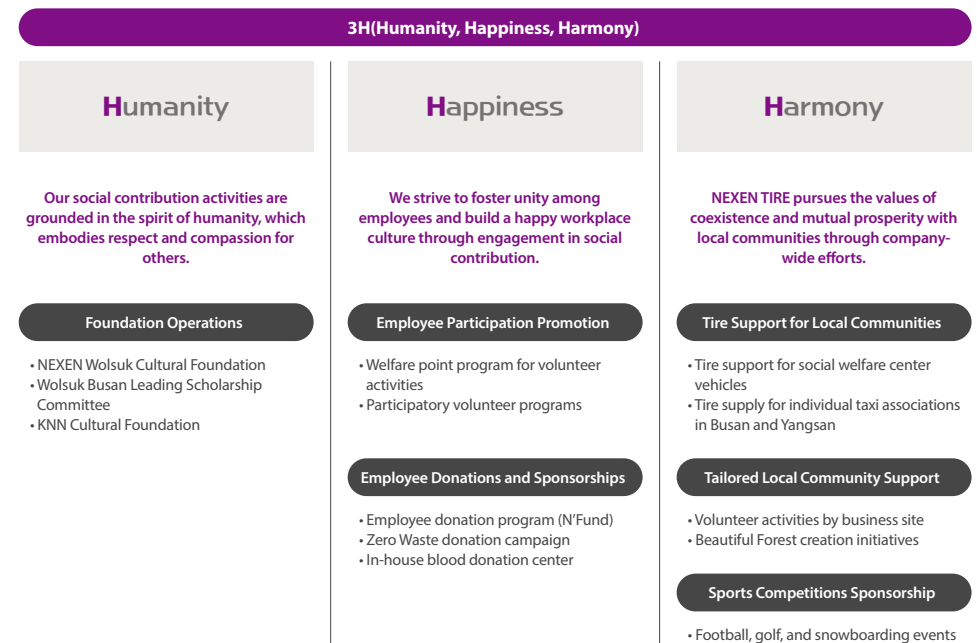 3H(Humanity, Happiness, Harmony)
Humanity
Our social contribution activities are
grounded in the spirit of humanity, which
embodies respect and compassion for
others.
Foundation Operations
• NEXEN Wolsuk Cultural Foundation
• Wolsuk Busan Leading Scholarship
Committee
• KNN Cultural Foundation
Happiness
We strive to foster unity among
employees and build a happy workplace
culture through engagement in social
contribution.
Employee Participation Promotion
• Welfare point program for volunteer
activities
• Participatory volunteer programs
Employee Donations and Sponsorships
• Employee donation program (N’Fund)
• Zero Waste donation campaign
• In-house blood donation center
Harmony
NEXEN TIRE pursues the values of
coexistence and mutual prosperity with
local communities through company-
wide efforts.
Tire Support for Local Communities
• Tire support for social welfare center
vehicles
• Tire supply for individual taxi associations
in Busan and Yangsan
Tailored Local Community Support
• Volunteer activities by business site
• Beautiful Forest creation initiatives
Sports Competitions Sponsorship
• Football, golf, and snowboarding events